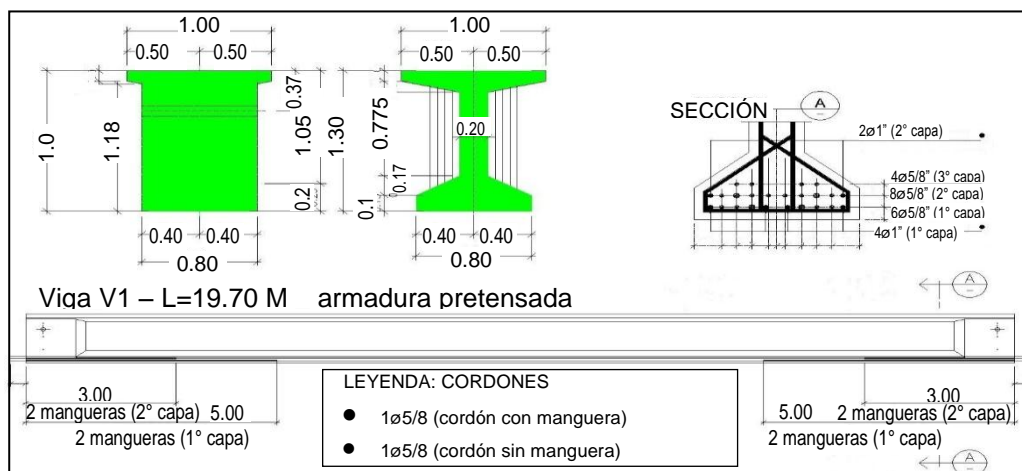 1.00
0.50 0.50
1.0
1.18
0.37
1.05
0.2
0.40 0.40
0.80
1.00
0.50 0.50
1.30
0.775
0.20
0.17
0.1
0.40 0.40
0.80
SECCIÓN
A
2ø1" (2° capa)
4ø5/8" (3° capa)
8ø5/8" (2° capa)
6ø5/8" (1° capa)
4ø1" (1° capa)
Viga V1 – L=19.70 M armadura pretensada
A
3.00
2 mangueras (2° capa) 5.00
2 mangueras (1° capa)
LEYENDA: CORDONES
● 1ø5/8 (cordón con manguera)
● 1ø5/8 (cordón sin manguera)
3.00
5.00 2 mangueras (2° capa)
2 mangueras (1° capa)
A